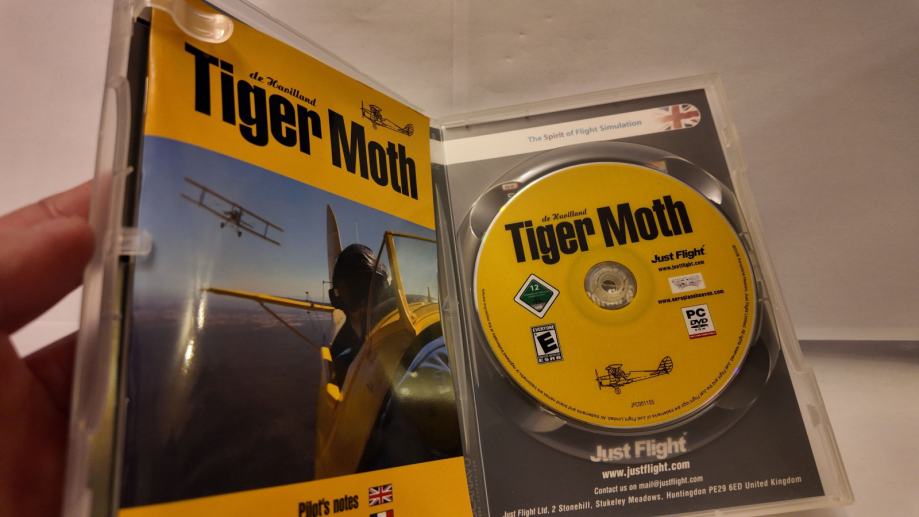 de Havilland
Tiger Moth
Pilot's notes
The Spirit of Flight Simulation
de Havilland
Tiger Moth
Just Flight
www.justflight.com
12
www.aeroplaneheaven.com
EVERYONE
E
ESRB
PC
DVD
ROM
Just Flight
www.justflight.com
Contact us on mail@justflight.com
Just Flight Ltd, 2 Stonehill, Stukeley Meadows, Huntingdon PE29 6ED United Kingdom